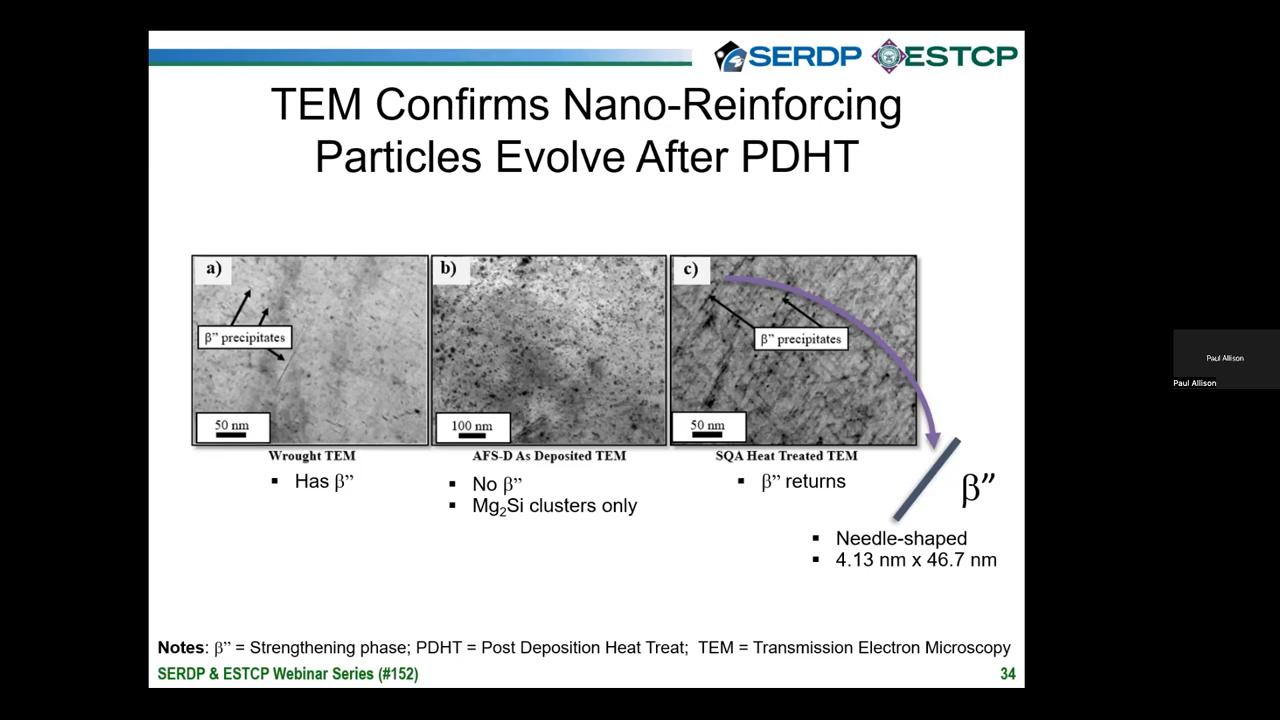 SERDP ESTCP
TEM Confirms Nano-Reinforcing
Particles Evolve After PDHT
a)
β” precipitates
50 nm
b)
100 nm
c)
β” precipitates
50 nm
Wrought TEM
▪ Has β”
AFS-D As Deposited TEM
▪ No β”
▪ Mg₂Si clusters only
SQA Heat Treated TEM
▪ β” returns
β”
▪ Needle-shaped
▪ 4.13 nm x 46.7 nm
Paul Allison
Paul Allison
Notes: β” = Strengthening phase; PDHT = Post Deposition Heat Treat; TEM = Transmission Electron Microscopy
SERDP & ESTCP Webinar Series (#152)
34